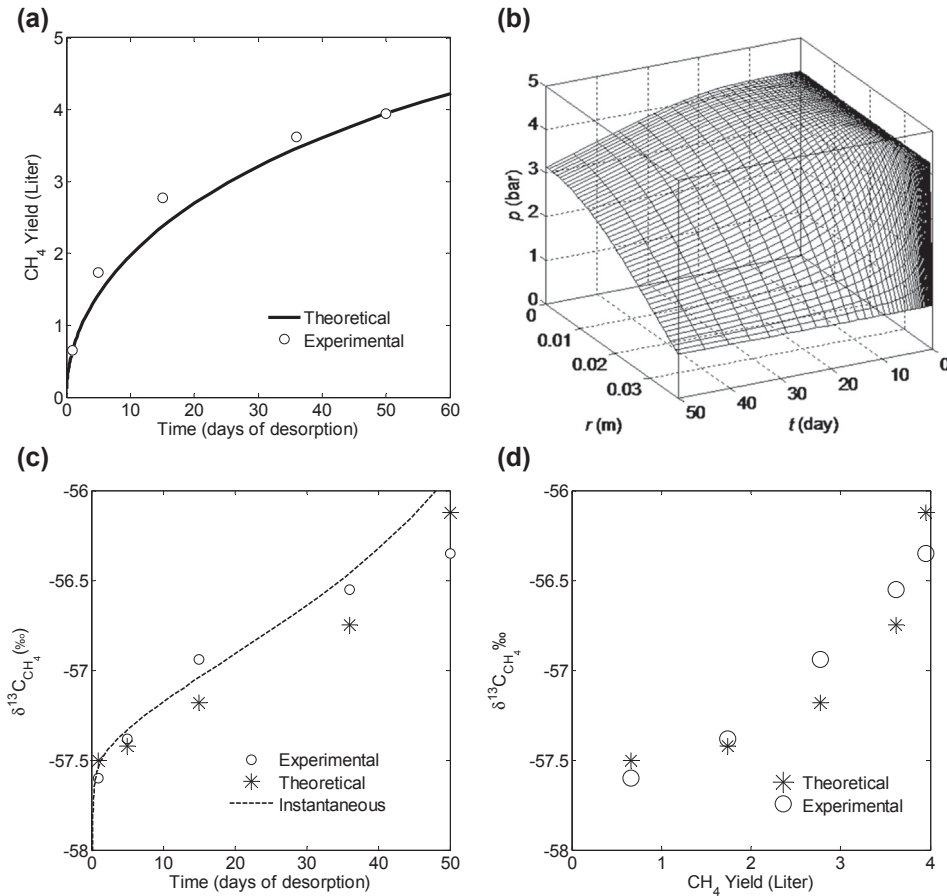 (a)
5
4
3
2
1
0
CH4 Yield (Liter)
Theoretical
Experimental
0 10 20 30 40 50 60
Time (days of desorption)
(b)
5
4
3
2
1
0
p (bar)
0
0.01
0.02
0.03
r (m)
50 40 30 20 10 0
t (day)
(c)
-56
-56.5
-57
-57.5
-58
δ13CCH4(‰)
Experimental
Theoretical
Instantaneous
0 10 20 30 40 50
Time (days of desorption)
(d)
-56
-56.5
-57
-57.5
-58
δ13CCH4‰
Theoretical
Experimental
0 1 2 3 4
CH4 Yield (Liter)